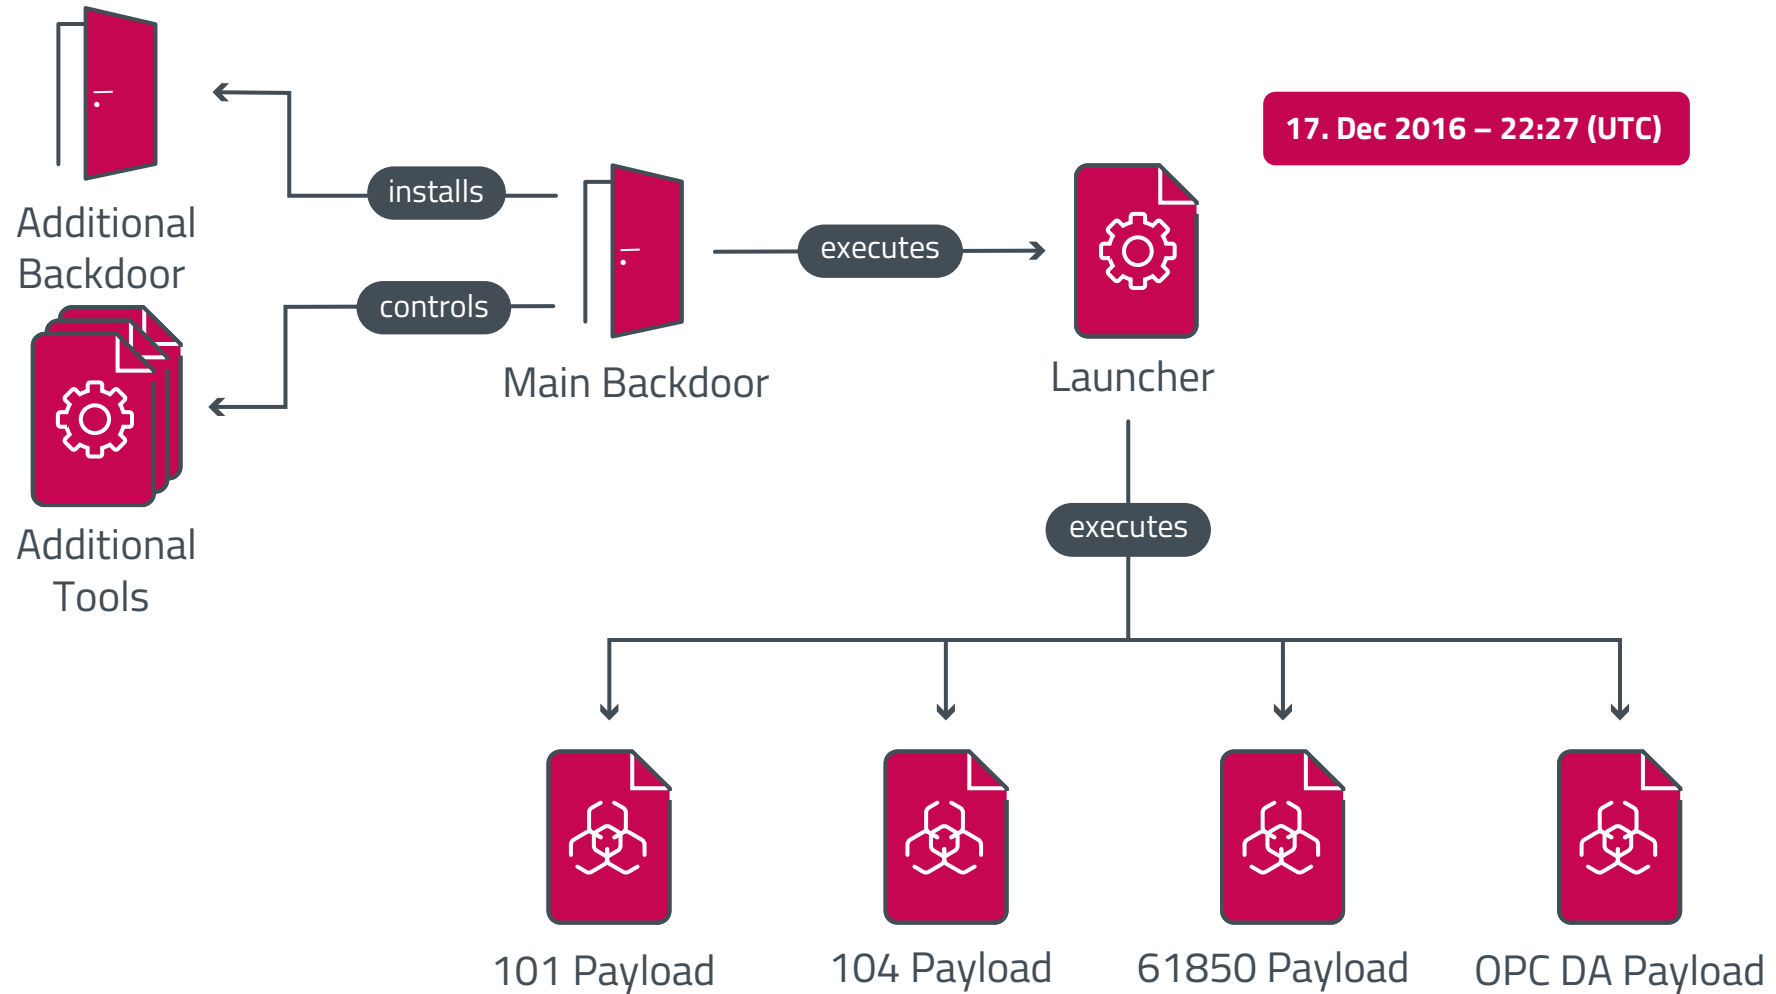 17. Dec 2016 – 22:27 (UTC)
installs
Additional
Backdoor
executes
controls
Main Backdoor
Launcher
executes
Additional
Tools
101 Payload
104 Payload
61850 Payload
OPC DA Payload